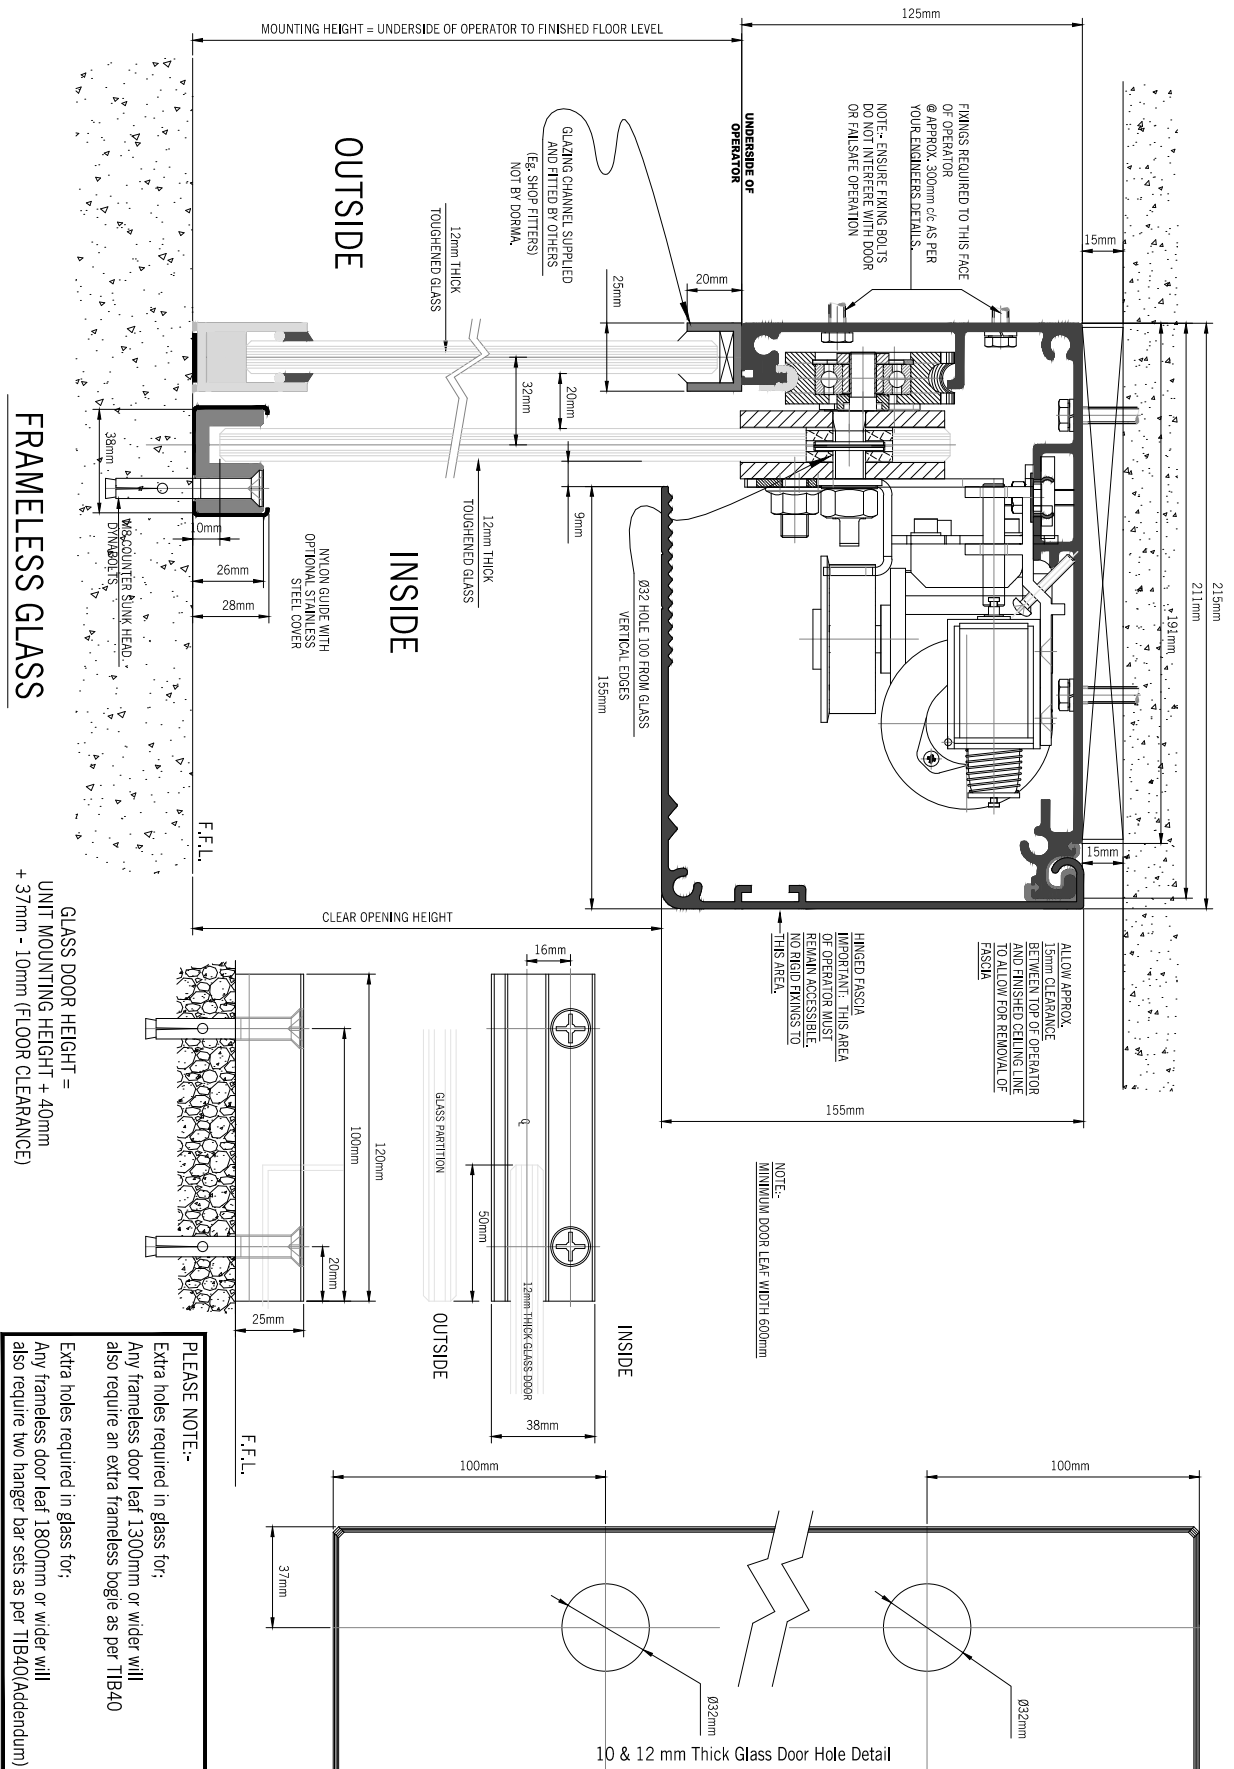 215mm
211mm
191mm
15mm
15mm
125mm
MOUNTING HEIGHT = UNDERSIDE OF OPERATOR TO FINISHED FLOOR LEVEL
FIXINGS REQUIRED TO THIS FACE
OF OPERATOR
@ APPROX. 300mm c/c AS PER
YOUR ENGINEERS DETAILS.
NOTE:- ENSURE FIXING BOLTS
DO NOT INTERFERE WITH DOOR
OR FAILSAFE OPERATION
UNDERSIDE OF
OPERATOR
20mm
25mm
GLAZING CHANNEL SUPPLIED
AND FITTED BY OTHERS
(Eg. SHOP FITTERS)
NOT BY DORMA.
12mm THICK
TOUGHENED GLASS
OUTSIDE
32mm
20mm
9mm
12mm THICK
TOUGHENED GLASS
INSIDE
Ø32 HOLE 100 FROM GLASS
VERTICAL EDGES
155mm
NYLON GUIDE WITH
OPTIONAL STAINLESS
STEEL COVER
38mm
10mm
26mm
28mm
M8 COUNTER SUNK HEAD
DYNABOLTS
F.F.L.
CLEAR OPENING HEIGHT
ALLOW APPROX.
15mm CLEARANCE
BETWEEN TOP OF OPERATOR
AND FINISHED CEILING LINE
TO ALLOW FOR REMOVAL OF
FASCIA
HINGED FASCIA
IMPORTANT: THIS AREA
OF OPERATOR MUST
REMAIN ACCESSIBLE.
NO RIGID FIXINGS TO
THIS AREA.
155mm
NOTE:-
MINIMUM DOOR LEAF WIDTH 600mm
FRAMELESS GLASS
GLASS DOOR HEIGHT =
UNIT MOUNTING HEIGHT + 40mm
+ 37mm - 10mm (FLOOR CLEARANCE)
16mm
INSIDE
GLASS PARTITION
50mm
12mm THICK GLASS DOOR
OUTSIDE
38mm
120mm
100mm
20mm
25mm
F.F.L.
100mm
100mm
37mm
Ø32mm
Ø32mm
10 & 12 mm Thick Glass Door Hole Detail
PLEASE NOTE:-
Extra holes required in glass for;
Any frameless door leaf 1300mm or wider will
also require an extra frameless bogie as per TIB40
Extra holes required in glass for;
Any frameless door leaf 1800mm or wider will
also require two hanger bar sets as per TIB40(Addendum)